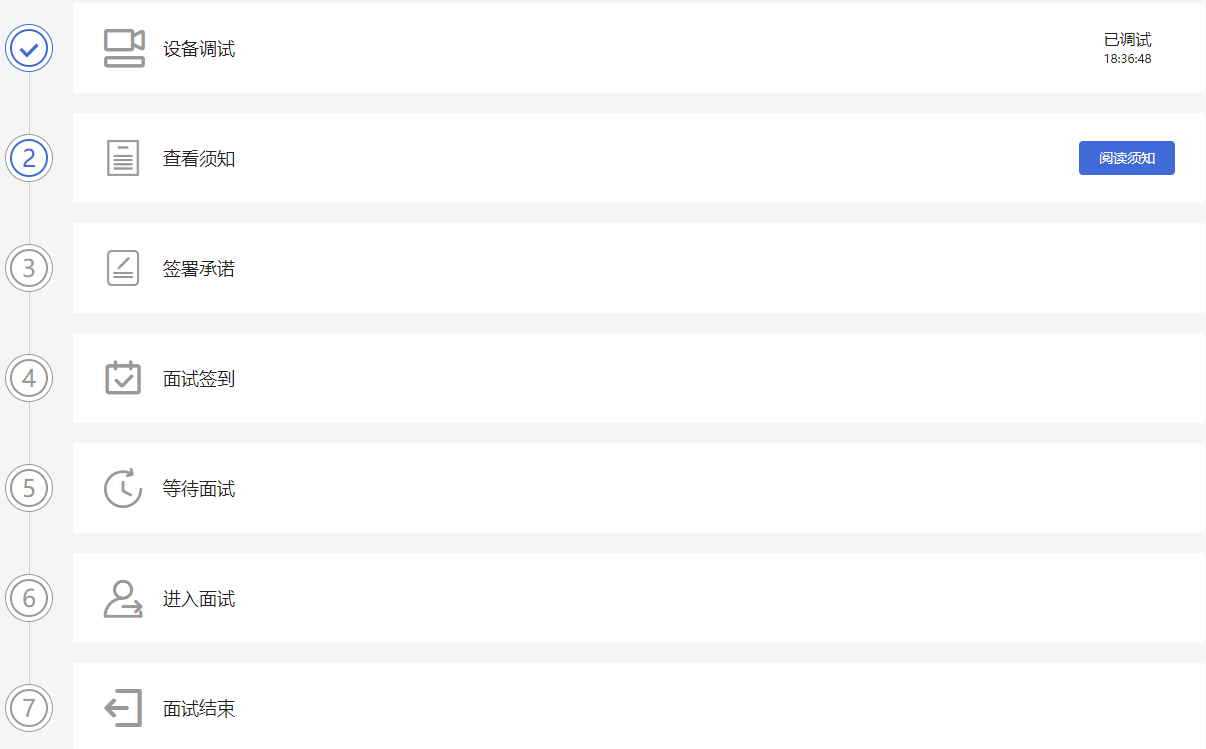 设备调试
已调试
18:36:48
2
查看须知
阅读须知
3
签署承诺
4
面试签到
5
等待面试
6
进入面试
7
面试结束